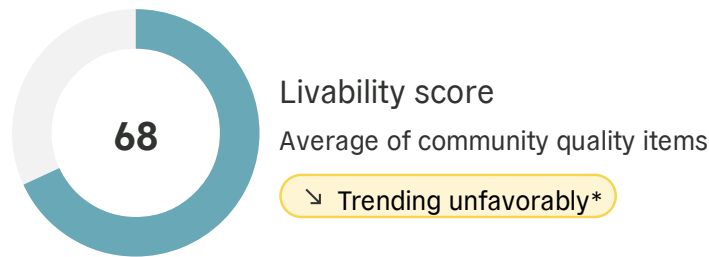 68
Livability score
Average of community quality items
↘ Trending unfavorably*